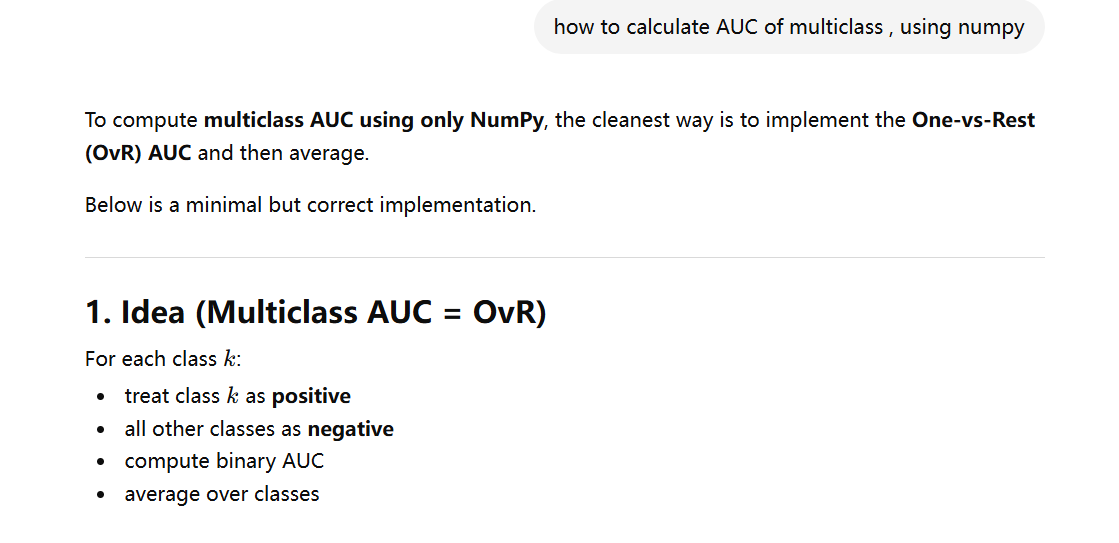 how to calculate AUC of multiclass , using numpy
To compute multiclass AUC using only NumPy, the cleanest way is to implement the One-vs-Rest
(OvR) AUC and then average.
Below is a minimal but correct implementation.
1. Idea (Multiclass AUC = OvR)
For each class k:
• treat class k as positive
• all other classes as negative
• compute binary AUC
• average over classes